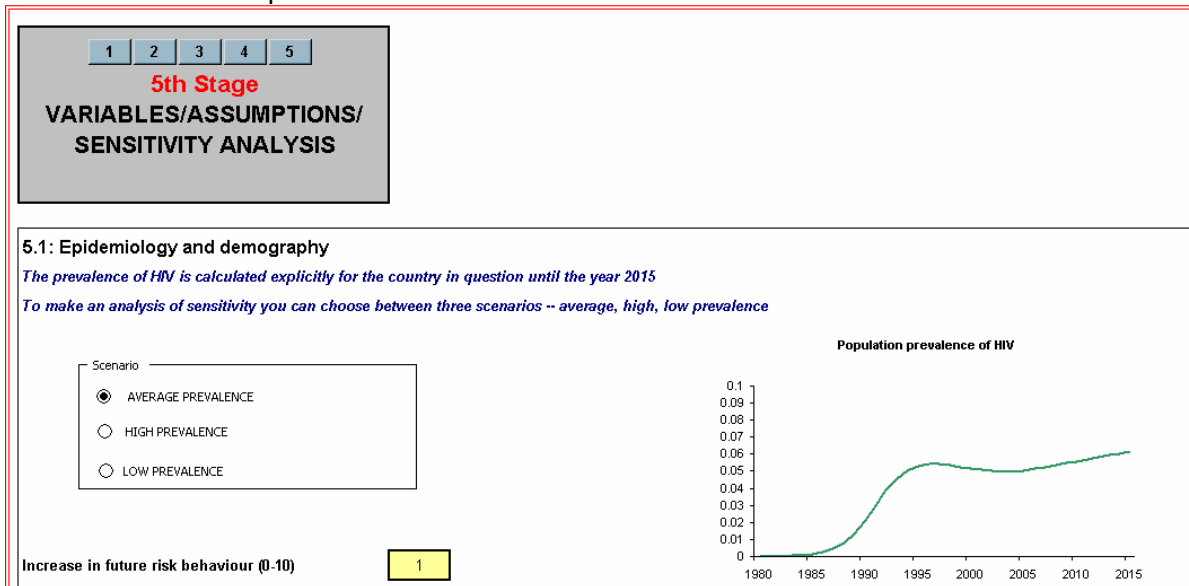 1 2 3 4 5
5th Stage
VARIABLES/ASSUMPTIONS/
SENSITIVITY ANALYSIS
5.1: Epidemiology and demography
The prevalence of HIV is calculated explicitly for the country in question until the year 2015
To make an analysis of sensitivity you can choose between three scenarios -- average, high, low prevalence
Scenario
AVERAGE PREVALENCE
HIGH PREVALENCE
LOW PREVALENCE
Increase in future risk behaviour (0-10) 1
Population prevalence of HIV
0.1
0.09
0.08
0.07
0.06
0.05
0.04
0.03
0.02
0.01
0
1980 1985 1990 1995 2000 2005 2010 2015